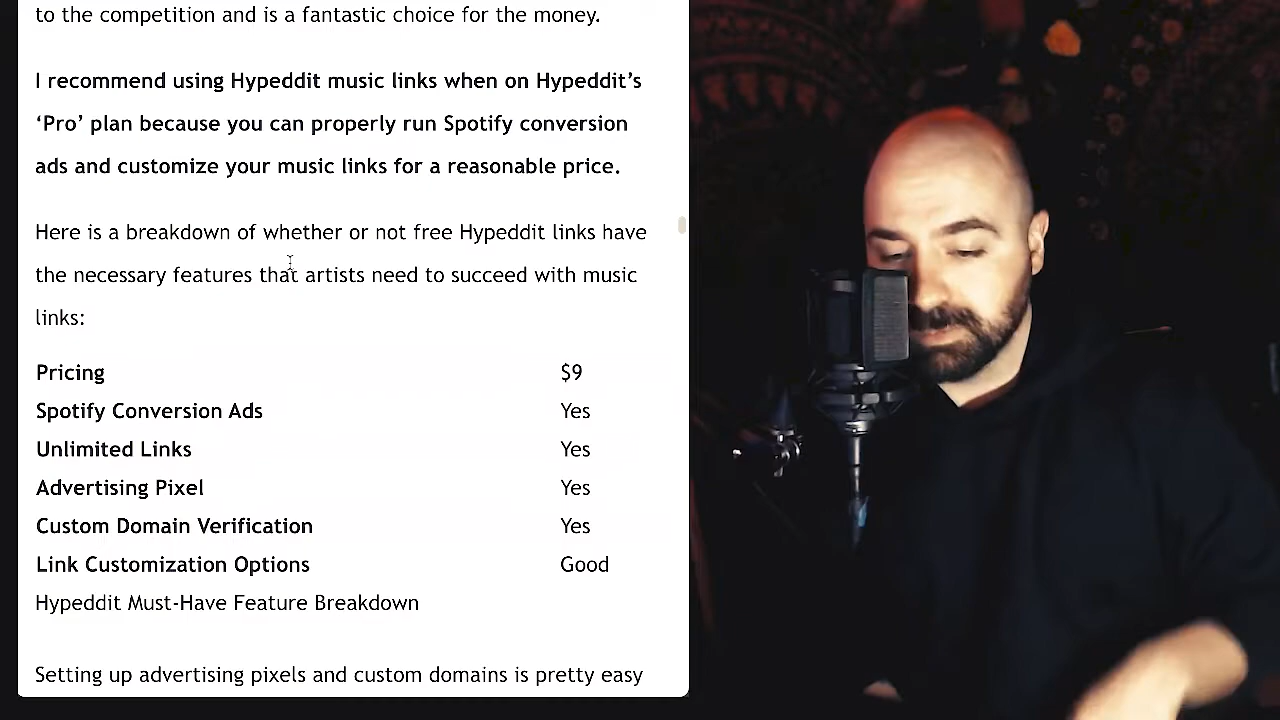 to the competition and is a fantastic choice for the money.
I recommend using Hypeddit music links when on Hypeddit’s
‘Pro’ plan because you can properly run Spotify conversion
ads and customize your music links for a reasonable price.
Here is a breakdown of whether or not free Hypeddit links have
the necessary features that artists need to succeed with music
links:
Pricing $9
Spotify Conversion Ads Yes
Unlimited Links Yes
Advertising Pixel Yes
Custom Domain Verification Yes
Link Customization Options Good
Hypeddit Must-Have Feature Breakdown
Setting up advertising pixels and custom domains is pretty easy